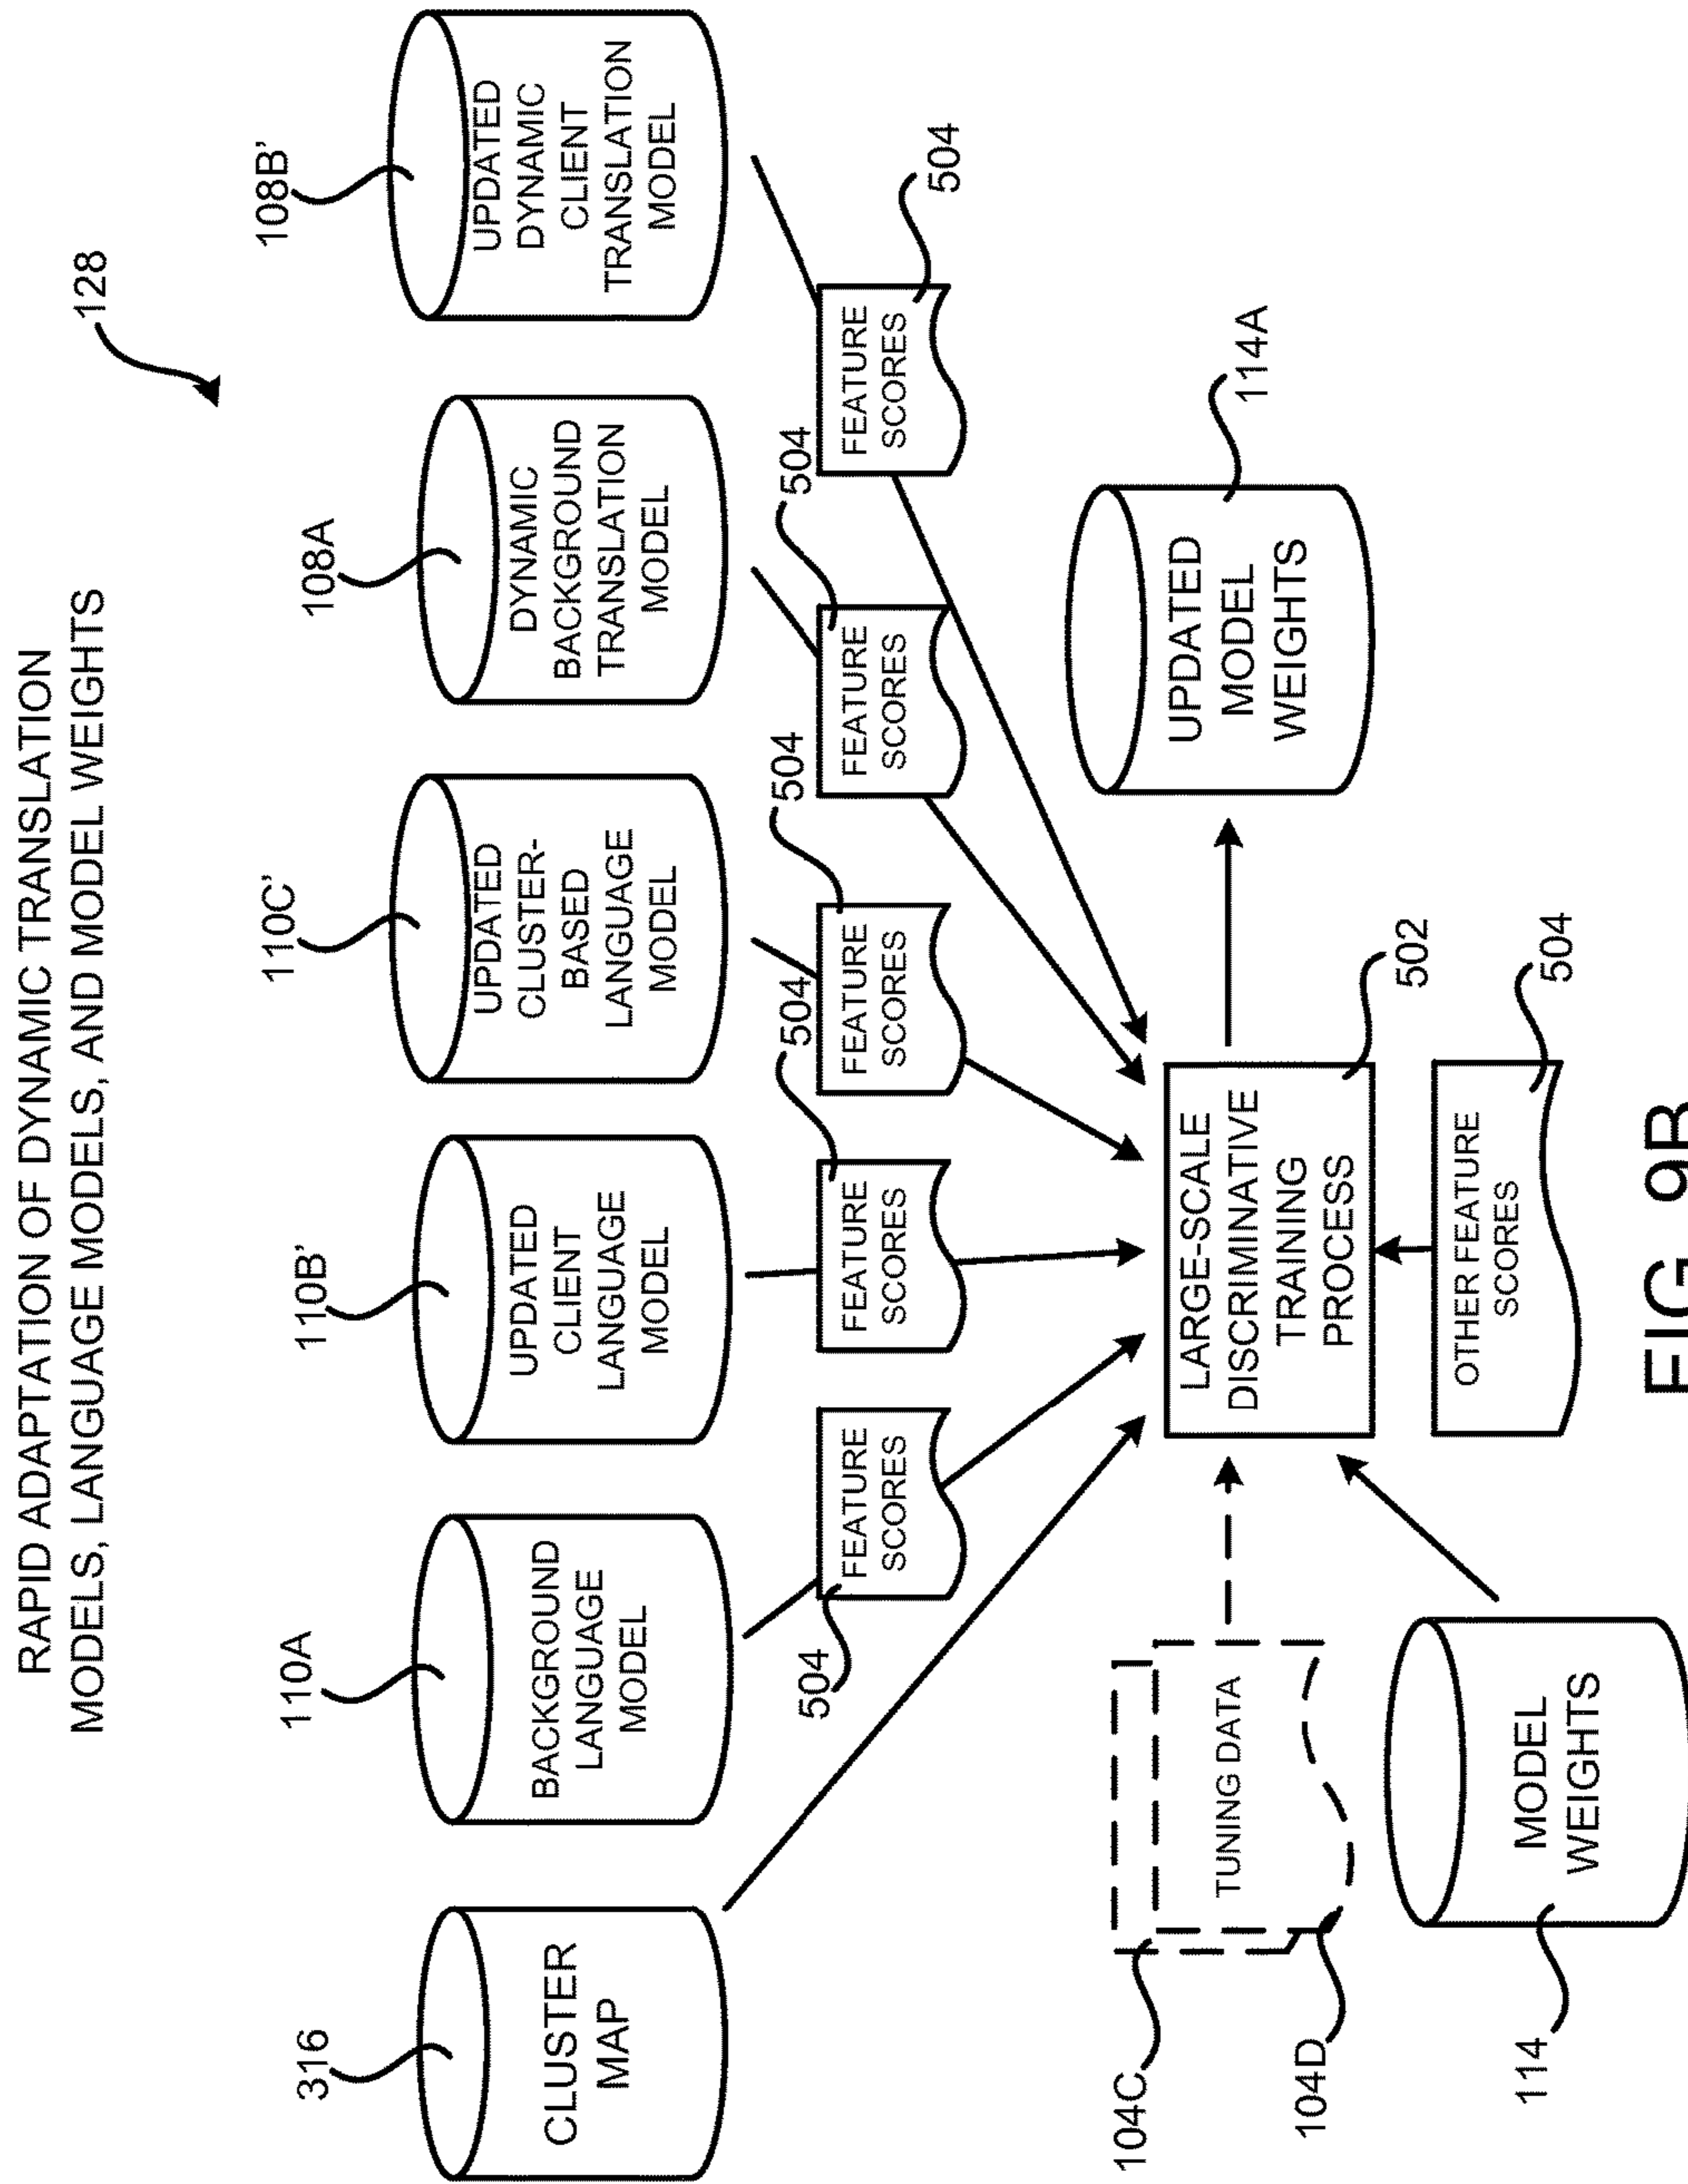 RAPID ADAPTATION OF DYNAMIC TRANSLATION
MODELS, LANGUAGE MODELS, AND MODEL WEIGHTS
128
316
110A
110B'
110C'
108A
108B'
CLUSTER
MAP
BACKGROUND
LANGUAGE
MODEL
UPDATED
CLIENT
LANGUAGE
MODEL
UPDATED
CLUSTER-
BASED
LANGUAGE
MODEL
DYNAMIC
BACKGROUND
TRANSLATION
MODEL
UPDATED
DYNAMIC
CLIENT
TRANSLATION
MODEL
504
FEATURE
SCORES
504
FEATURE
SCORES
504
FEATURE
SCORES
504
FEATURE
SCORES
504
FEATURE
SCORES
104C
TUNING DATA
104D
LARGE-SCALE
DISCRIMINATIVE
TRAINING
PROCESS
502
UPDATED
MODEL
WEIGHTS
114A
114
MODEL
WEIGHTS
OTHER FEATURE
SCORES
504
FIG. 9B